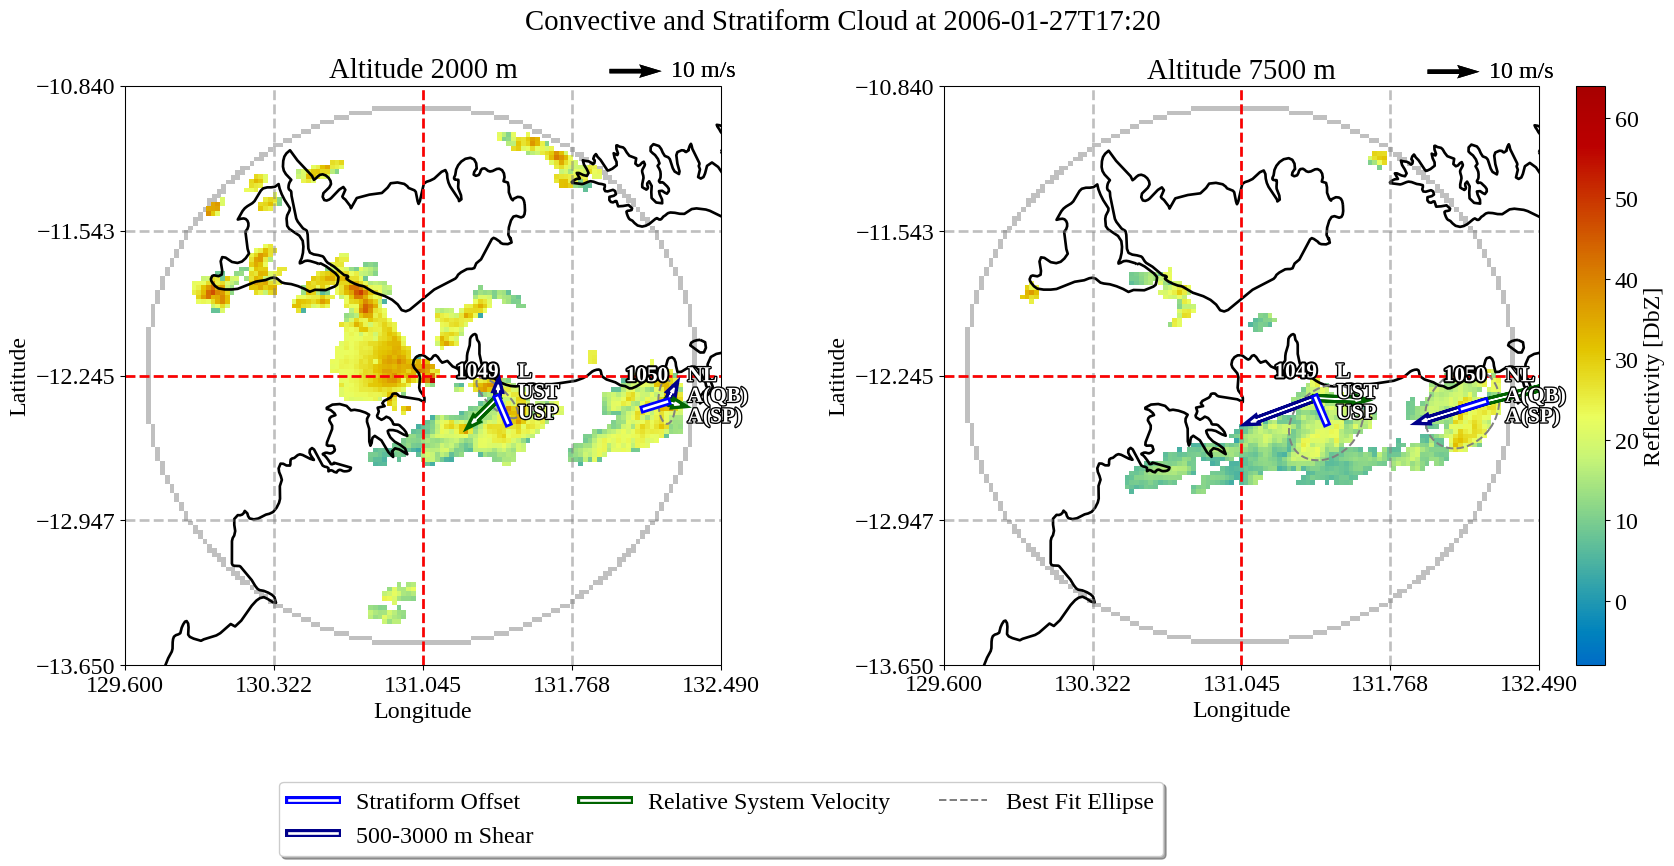 Convective and Stratiform Cloud at 2006-01-27T17:20
Altitude 2000 m
10 m/s
Altitude 7500 m
10 m/s
−10.840
−11.543
−12.245
−12.947
−13.650
129.600
130.322
131.045
131.768
132.490
Latitude
Longitude
1049
L
UST
USP
1050
NL
A(QB)
A(SP)
−10.840
−11.543
−12.245
−12.947
−13.650
129.600
130.322
131.045
131.768
132.490
Latitude
Longitude
1049
L
UST
USP
1050
NL
A(QB)
A(SP)
60
50
40
30
20
10
0
Reflectivity [DbZ]
Stratiform Offset
500-3000 m Shear
Relative System Velocity
Best Fit Ellipse